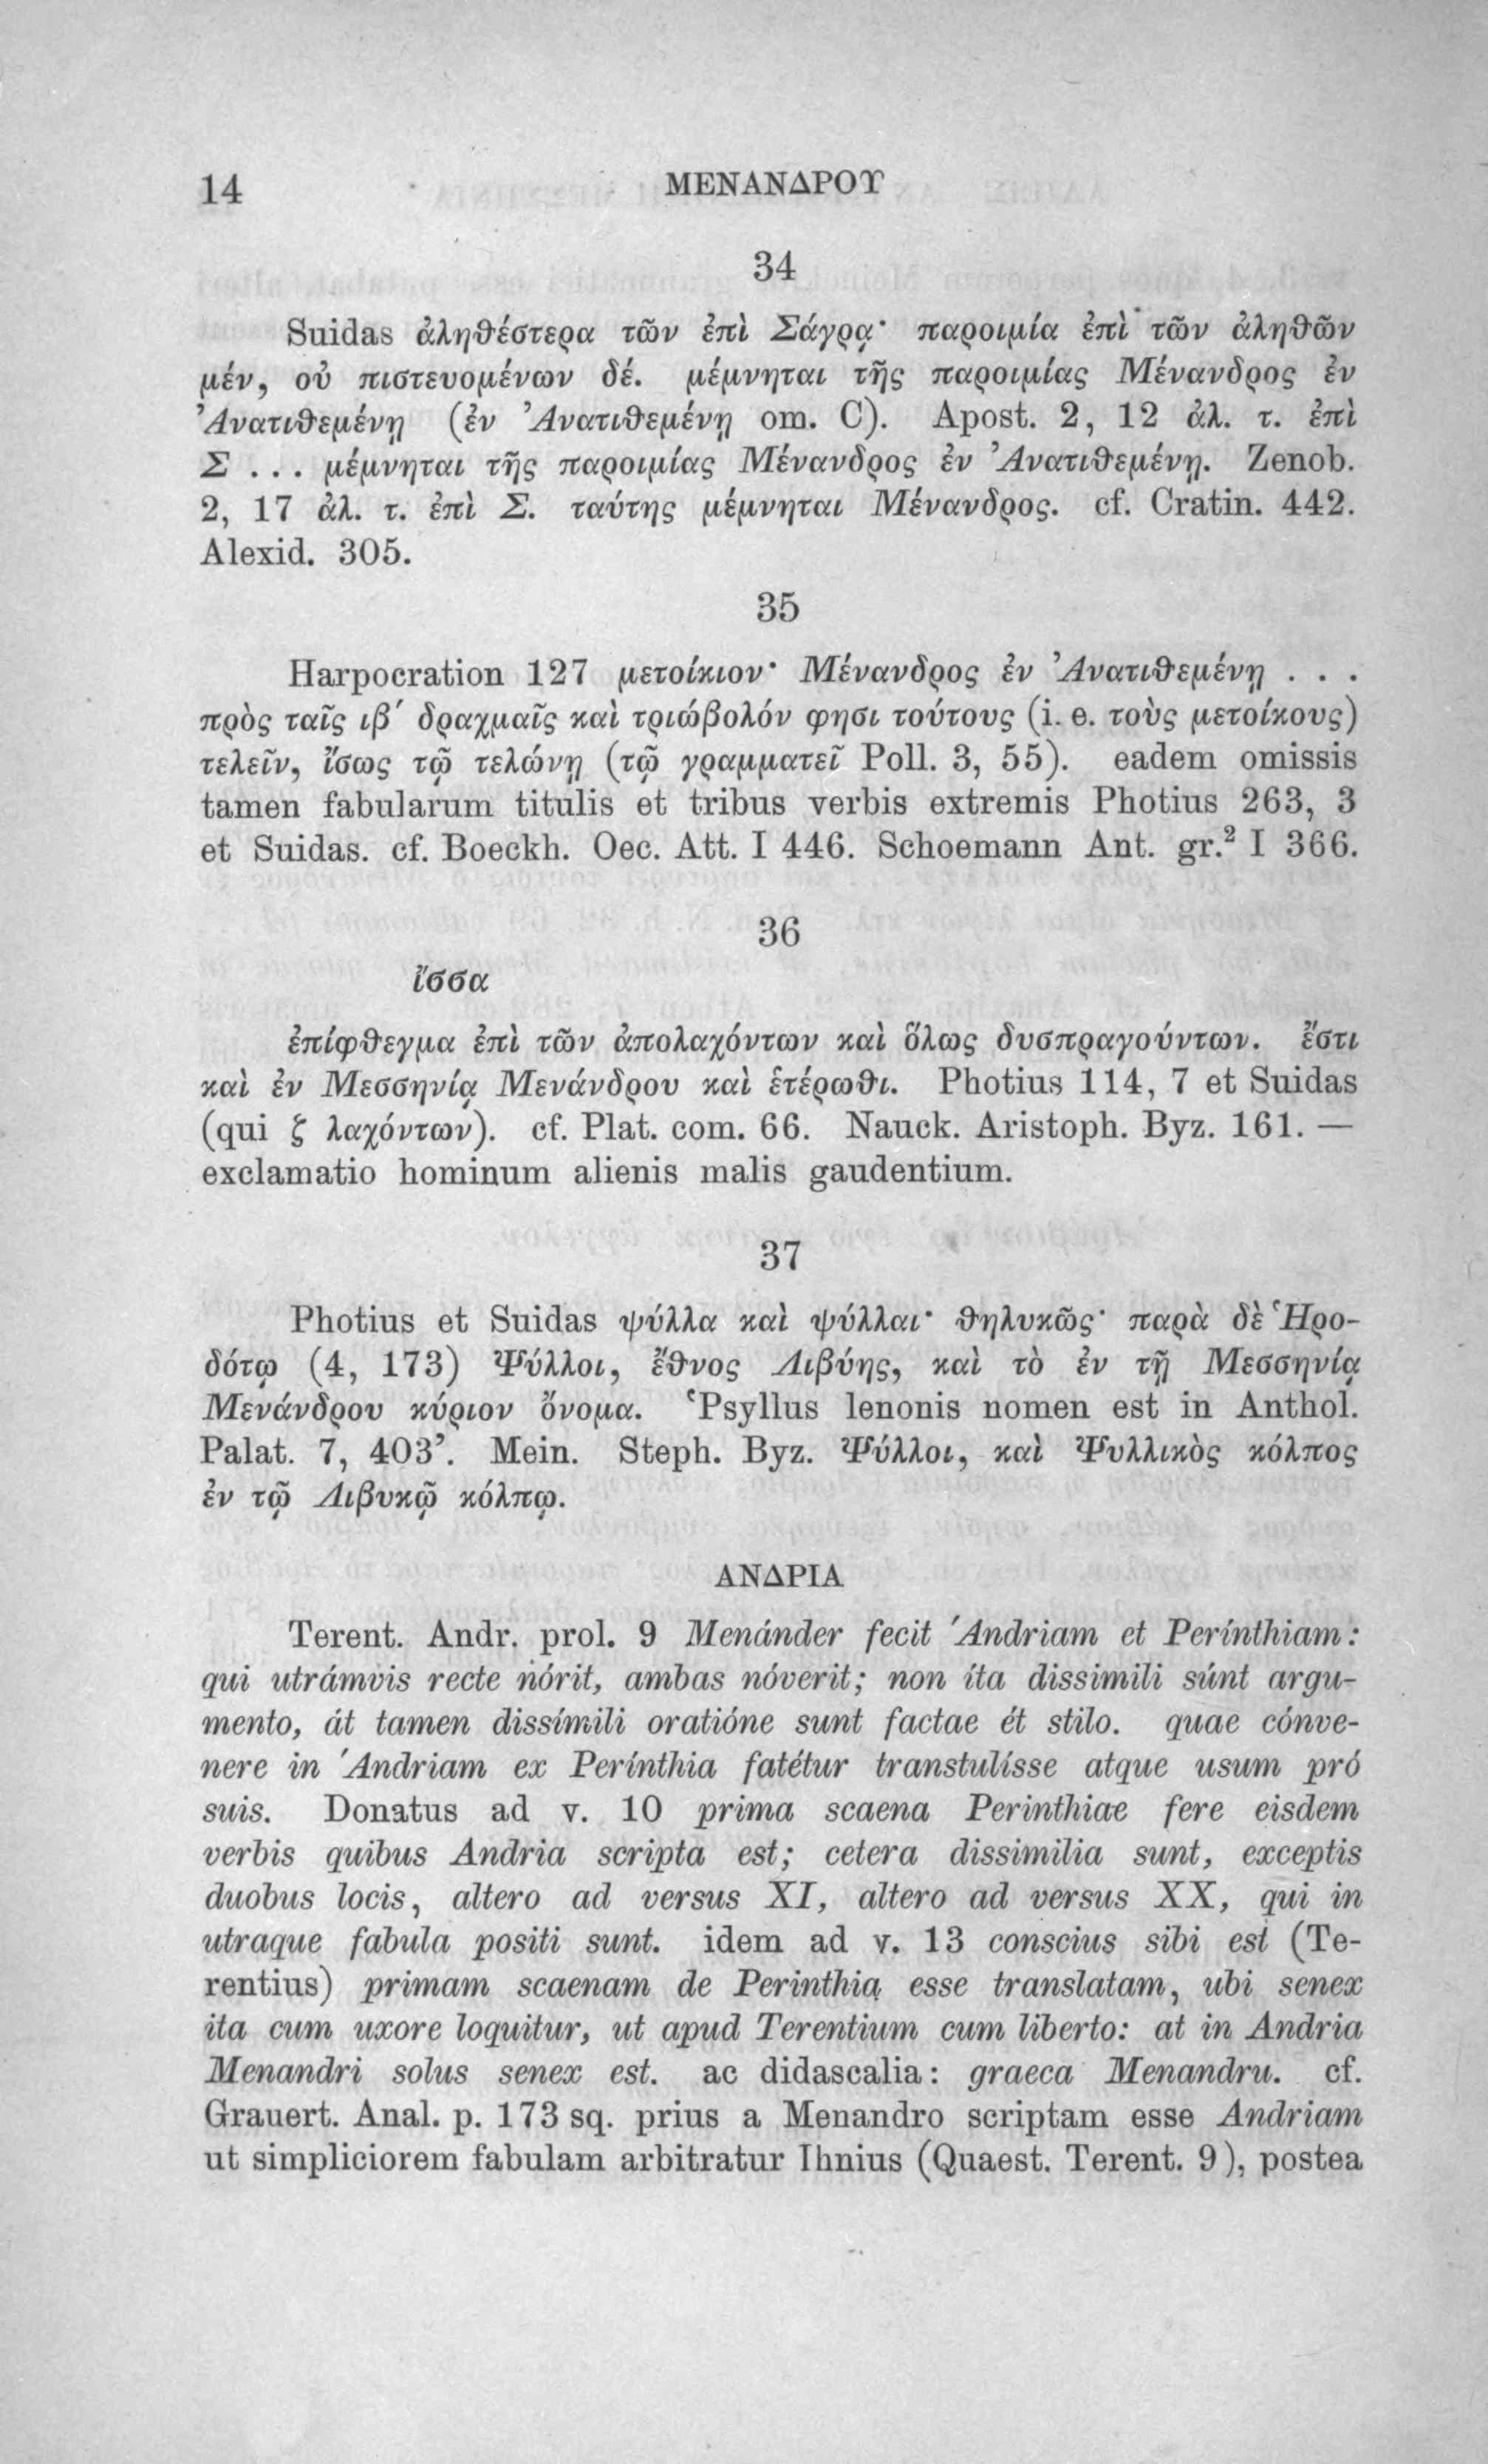 14
ΜΕΝΑΝΔΡΟΥ
34
Suidas ἀληθέστερα τῶν ἐπὶ Σάγρᾳ· παροιμία ἐπὶ τῶν ἀληθῶν
μέν, οὐ πιστευομένων δέ. μέμνηται τῆς παροιμίας Μένανδρος ἐν
Ἀνατιθεμένῃ (ἐν Ἀνατιθεμένῃ om. C). Apost. 2, 12 ἀλ. τ. ἐπὶ
Σ ... μέμνηται τῆς παροιμίας Μένανδρος ἐν Ἀνατιθεμένῃ. Zenob.
2, 17 ἀλ. τ. ἐπὶ Σ. ταύτης μέμνηται Μένανδρος. cf. Cratin. 442.
Alexid. 305.
35
Harpocration 127 μετοίκιον· Μένανδρος ἐν Ἀνατιθεμένῃ . . .
πρὸς ταῖς ιβ′ δραχμαῖς καὶ τριώβολόν φησι τούτους (i. e. τοὺς μετοίκους)
τελεῖν, ἴσως τῷ τελώνῃ (τῷ γραμματεῖ Poll. 3, 55). eadem omissis
tamen fabularum titulis et tribus verbis extremis Photius 263, 3
et Suidas. cf. Boeckh. Oec. Att. I 446. Schoemann Ant. gr.² I 366.
36
ἴσσα
ἐπίφθεγμα ἐπὶ τῶν ἀπολαχόντων καὶ ὅλως δυσπραγούντων. ἔστι
καὶ ἐν Μεσσηνίᾳ Μενάνδρου καὶ ἑτέρωθι. Photius 114, 7 et Suidas
(qui ζ λαχόντων). cf. Plat. com. 66. Nauck. Aristoph. Byz. 161. —
exclamatio hominum alienis malis gaudentium.
37
Photius et Suidas ψύλλα καὶ ψύλλαι· θηλυκῶς· παρὰ δὲ Ἡρο-
δότῳ (4, 173) Ψύλλοι, ἔθνος Λιβύης, καὶ τὸ ἐν τῇ Μεσσηνίᾳ
Μενάνδρου κύριον ὄνομα. ‘Psyllus lenonis nomen est in Anthol.
Palat. 7, 403’. Mein. Steph. Byz. Ψύλλοι, καὶ Ψυλλικὸς κόλπος
ἐν τῷ Λιβυκῷ κόλπῳ.
ΑΝΔΡΙΑ
Terent. Andr. prol. 9 Menánder fecit ′Andriam et Perínthiam:
qui utrámvis recte nórit, ambas nóverit; non íta dissimili súnt argu-
mento, át tamen dissímili oratióne sunt factae ét stilo. quae cónve-
nere in ′Andriam ex Perínthia fatétur transtulísse atque usum pró
suis. Donatus ad v. 10 prima scaena Perinthiae fere eisdem
verbis quibus Andria scripta est; cetera dissimilia sunt, exceptis
duobus locis, altero ad versus XI, altero ad versus XX, qui in
utraque fabula positi sunt. idem ad v. 13 conscius sibi est (Te-
rentius) primam scaenam de Perinthia esse translatam, ubi senex
ita cum uxore loquitur, ut apud Terentium cum liberto: at in Andria
Menandri solus senex est. ac didascalia: graeca Menandru. cf.
Grauert. Anal. p. 173 sq. prius a Menandro scriptam esse Andriam
ut simpliciorem fabulam arbitratur Ihnius (Quaest. Terent. 9), postea